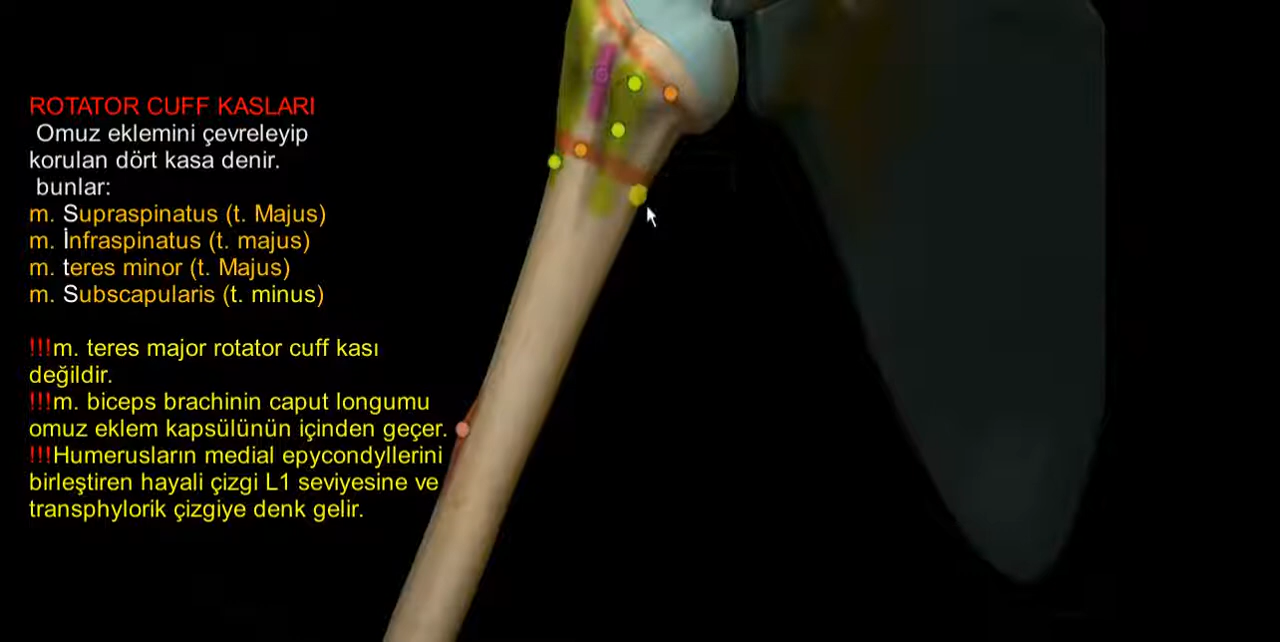 ROTATOR CUFF KASLARI
Omuz eklemini çevreleyip
korulan dört kasa denir.
bunlar:
m. Supraspinatus (t. Majus)
m. İnfraspinatus (t. majus)
m. teres minor (t. Majus)
m. Subscapularis (t. minus)
!!!m. teres major rotator cuff kası
değildir.
!!!m. biceps brachinin caput longumu
omuz eklem kapsülünün içinden geçer.
!!!Humerusların medial epycondyllerini
birleştiren hayali çizgi L1 seviyesine ve
transphylorik çizgiye denk gelir.